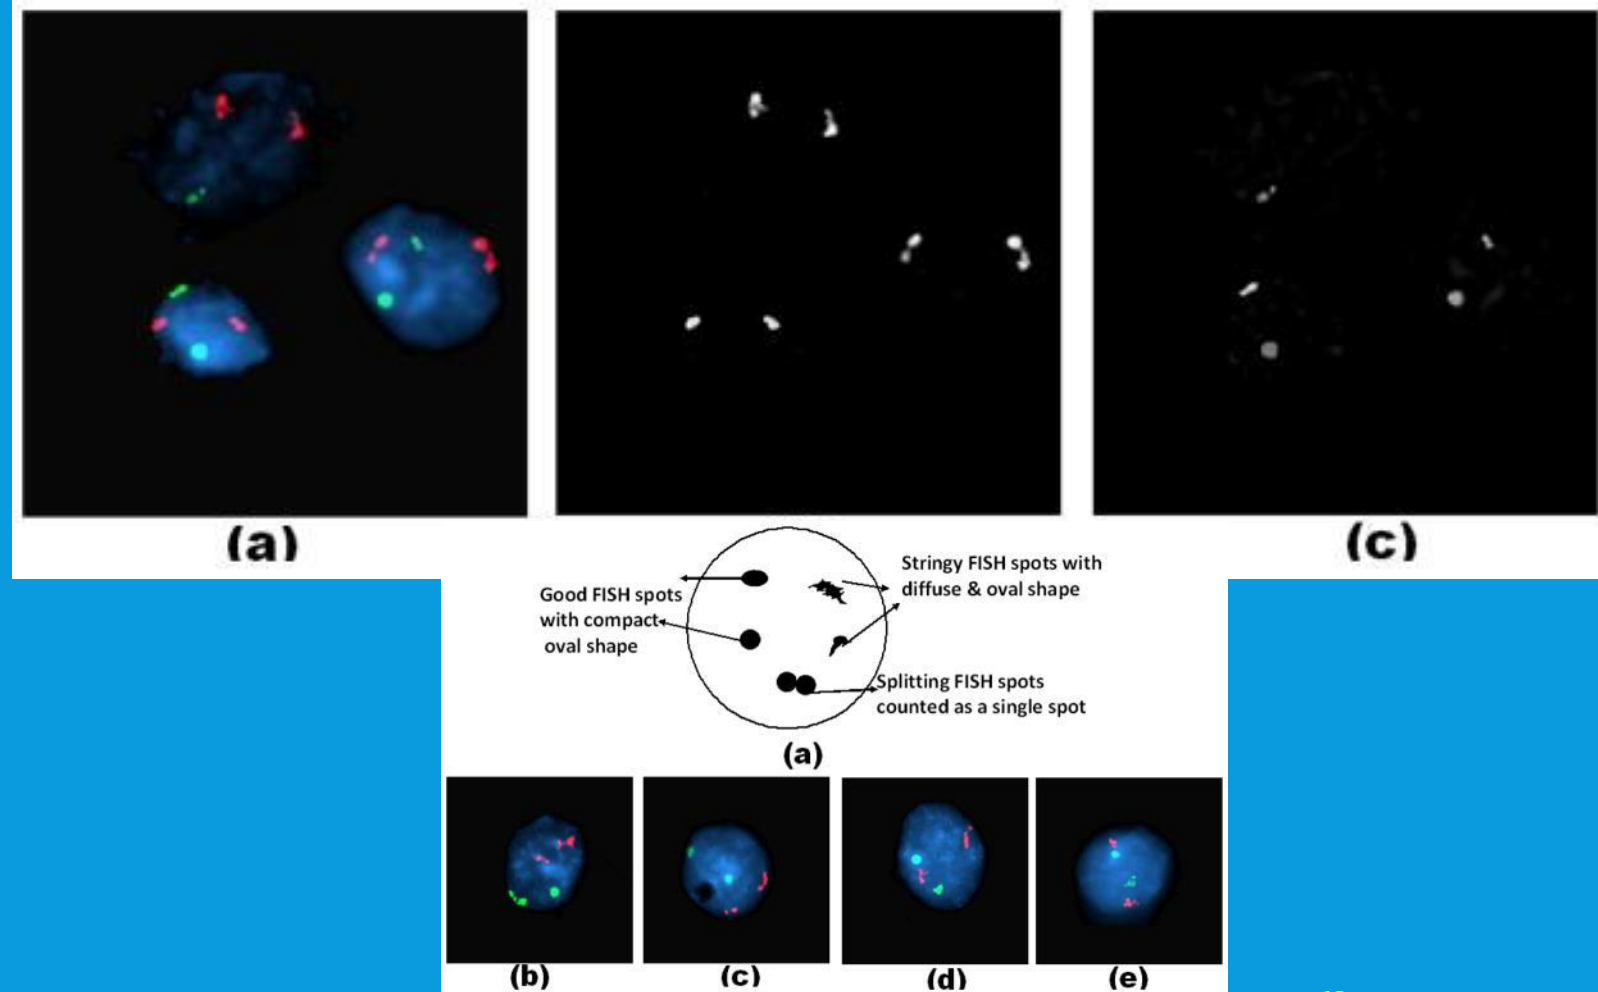 (a)
(c)
Good FISH spots
with compact
oval shape
Stringy FISH spots with
diffuse & oval shape
Splitting FISH spots
counted as a single spot
(a)
(b)
(c)
(d)
(e)